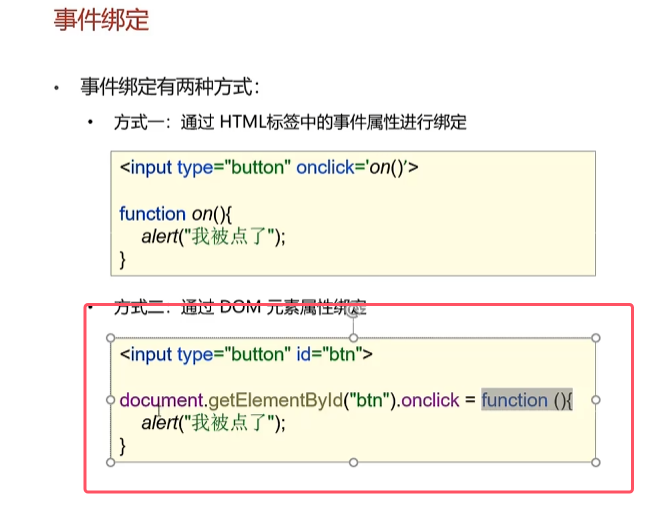 事件绑定
• 事件绑定有两种方式：
• 方式一：通过 HTML标签中的事件属性进行绑定
<input type="button" onclick='on()'>
function on(){
alert("我被点了");
}
• 方式二：通过 DOM 元素属性绑定
<input type="button" id="btn">
document.getElementById("btn").onclick = function (){
alert("我被点了");
}